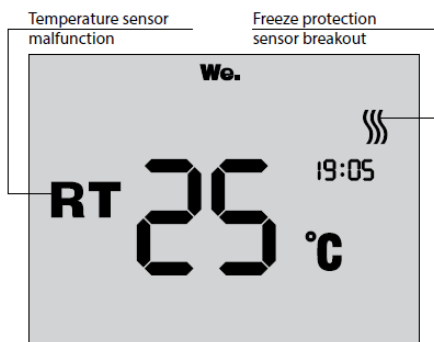 Temperature sensor
malfunction
Freeze protection
sensor breakout
We.
19:05
RT 25 °C